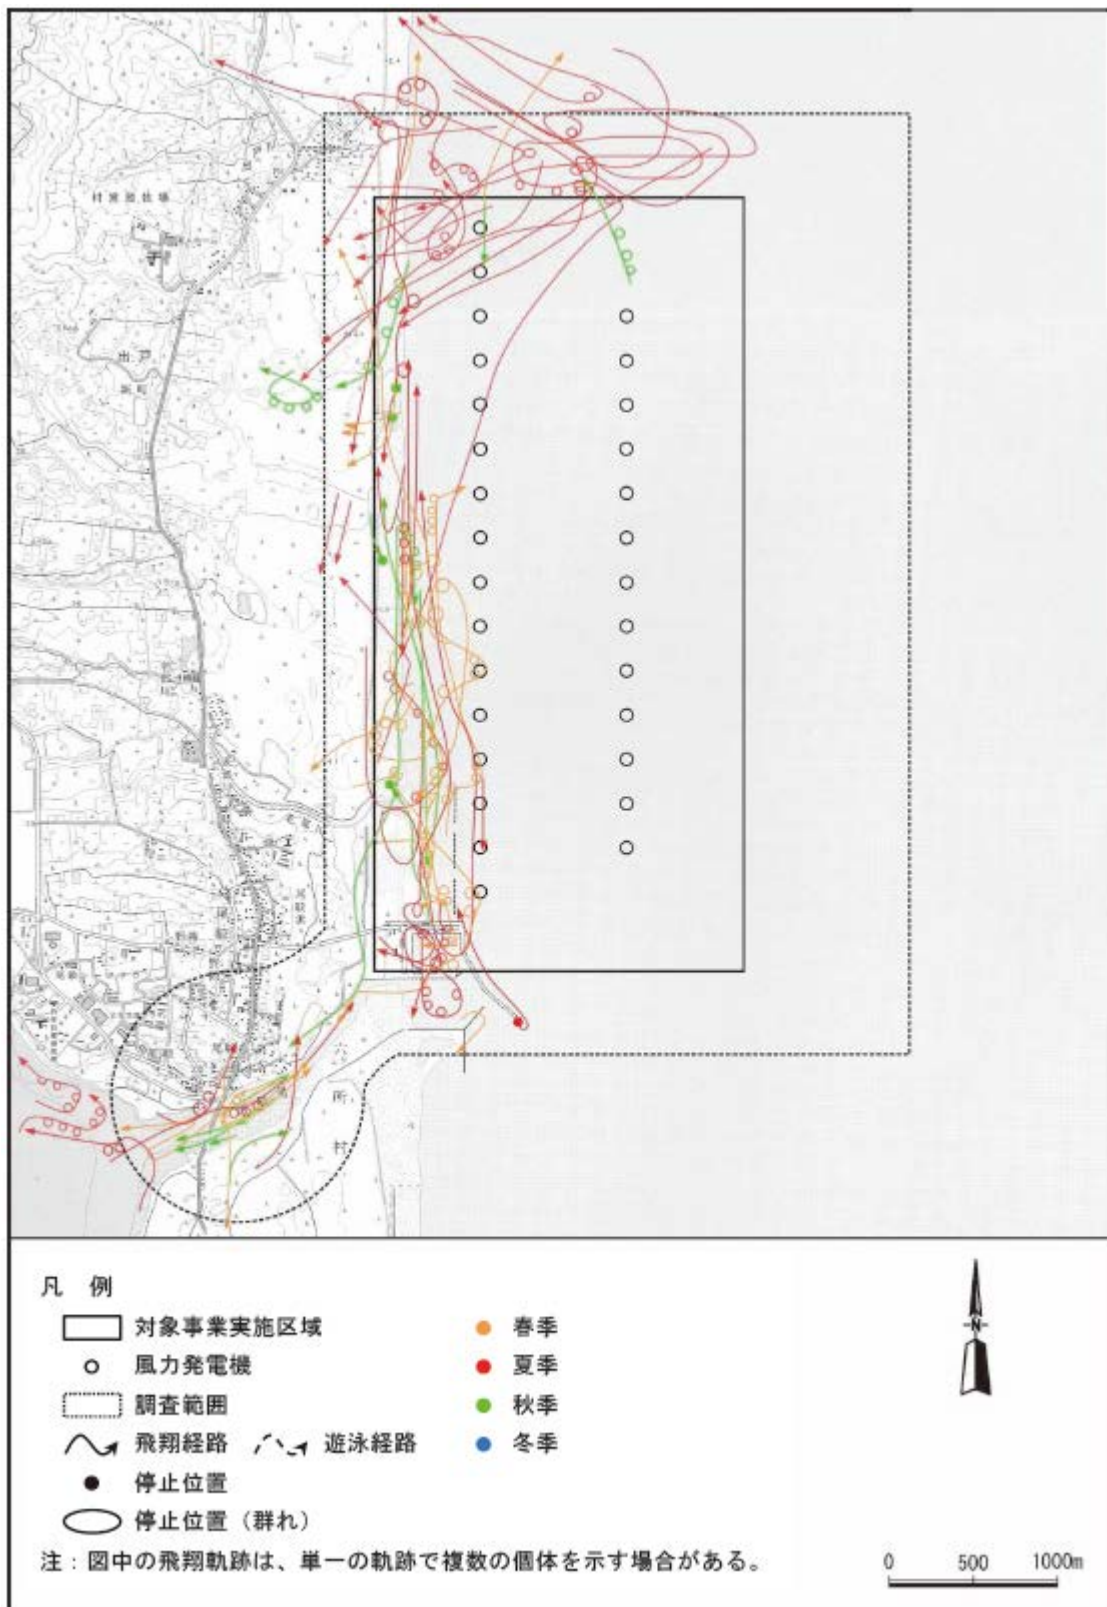 所
村
凡 例
対象事業実施区域
風力発電機
調査範囲
飛翔経路
遊泳経路
停止位置
停止位置（群れ）
春季
夏季
秋季
冬季
N
注：図中の飛翔軌跡は、単一の軌跡で複数の個体を示す場合がある。
0 500 1000m